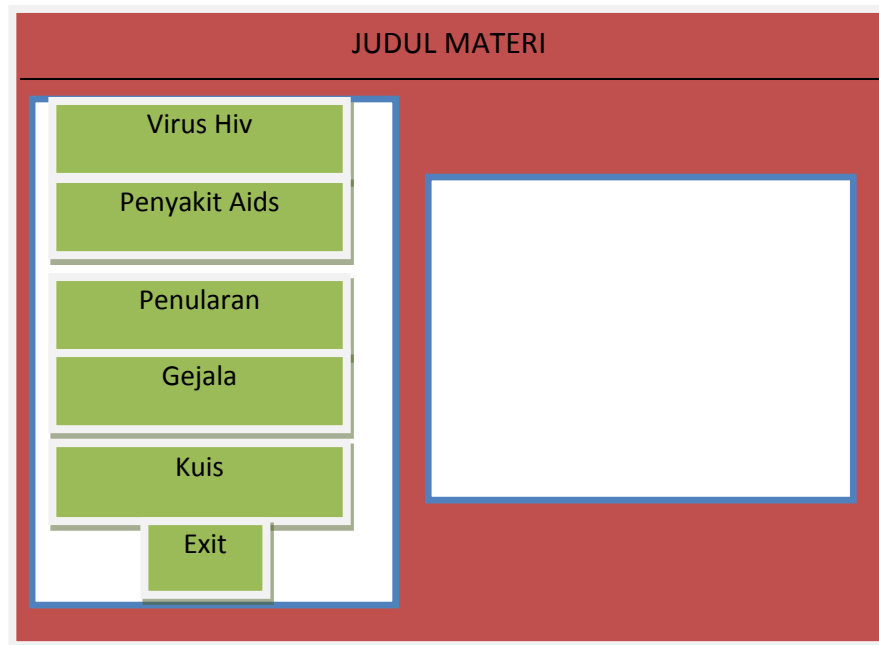 JUDUL MATERI
Virus Hiv
Penyakit Aids
Penularan
Gejala
Kuis
Exit